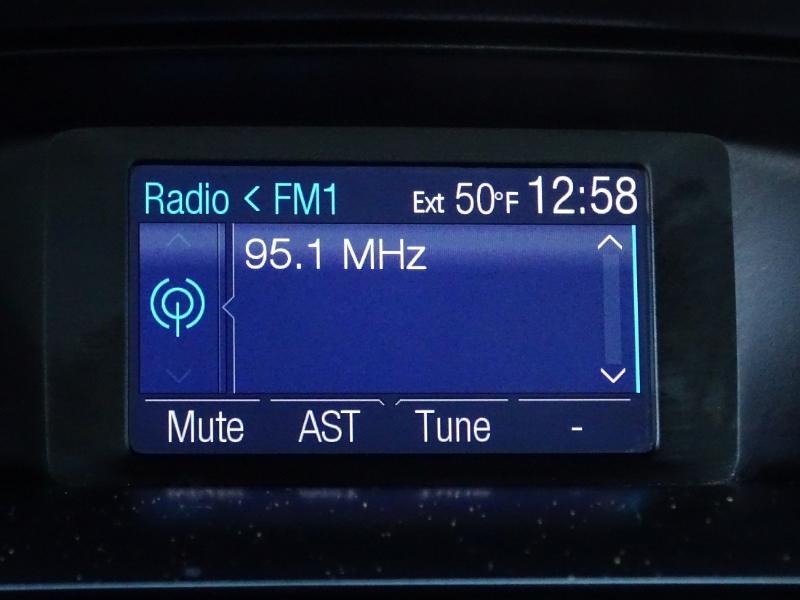 Radio < FM1 Ext 50°F 12:58
95.1 MHz
Mute AST Tune -